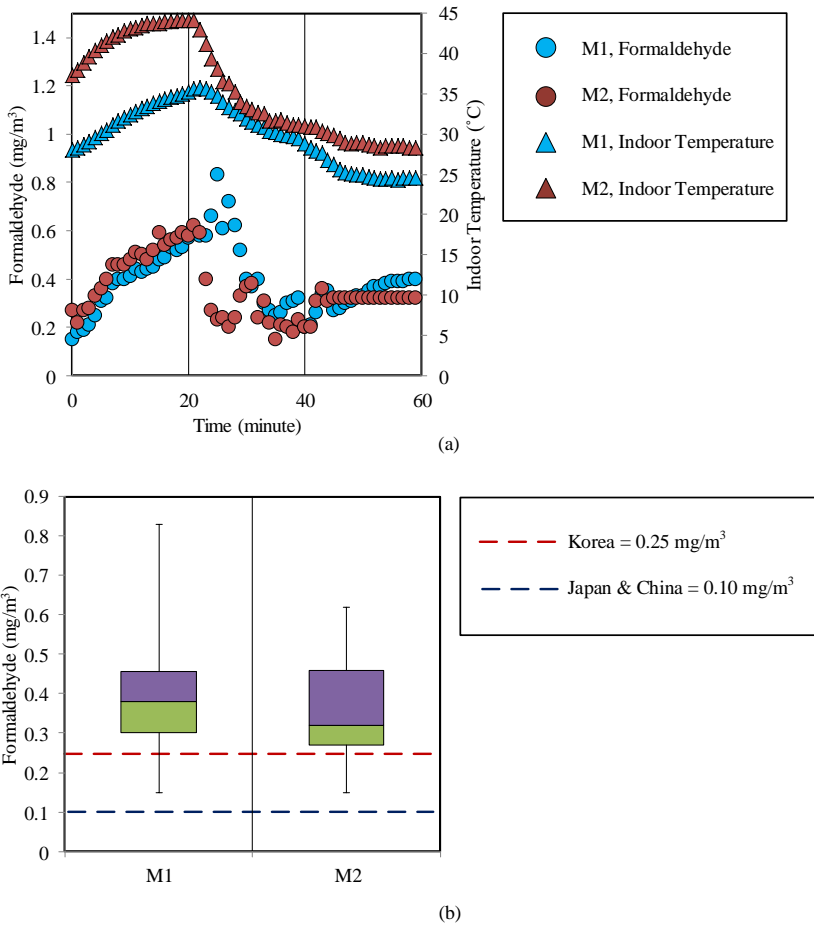 1.4
1.2
1
0.8
0.6
0.4
0.2
0
Formaldehyde (mg/m³)
45
40
35
30
25
20
15
10
5
0
Indoor Temperature (˚C)
0 20 40 60
Time (minute)
M1, Formaldehyde
M2, Formaldehyde
M1, Indoor Temperature
M2, Indoor Temperature
(a)
0.9
0.8
0.7
0.6
0.5
0.4
0.3
0.2
0.1
0
Formaldehyde (mg/m³)
M1 M2
Korea = 0.25 mg/m³
Japan & China = 0.10 mg/m³
(b)